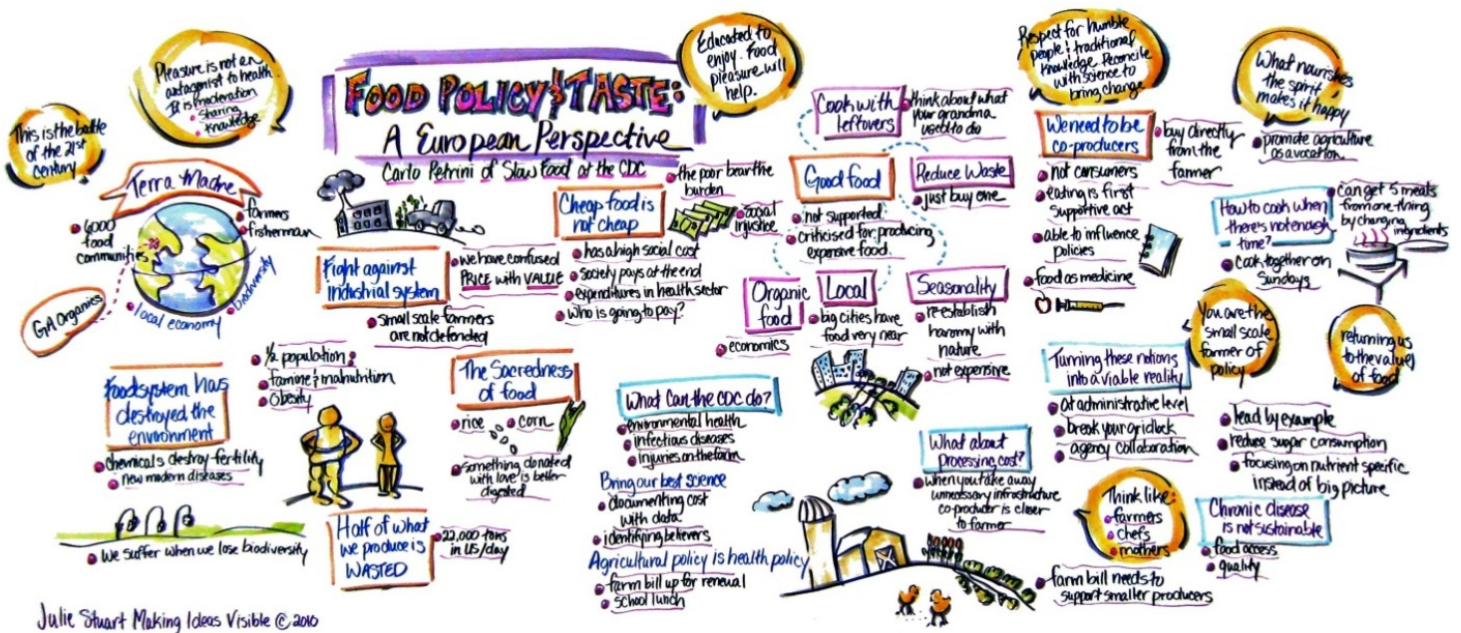 This is the battle
of the 21st
century
Pleasure is not an
antagonist to health.
It is moderation
sharing
knowledge
FOOD POLICY & TASTE:
A European Perspective
Carlo Petrini of Slow Food at the CDC
Educated to
enjoy. Food
pleasure will
help.
Terra Madre
6000
food
communities
farmers
fisherman
biodiversity
local economy
GA Organics
Fight against
Industrial system
we have confused
PRICE with VALUE
small scale farmers
are not defended
Cheap food is
not cheap
the poor bear the
burden
social
injustice
has a high social cost
society pays at the end
expenditures in health sector
who is going to pay?
Food system has
destroyed the
environment
chemicals destroy fertility
new modern diseases
we suffer when we lose biodiversity
1/2 population
famine & malnutrition
obesity
The Sacredness
of food
rice
corn
something donated
with love is better
digested
Half of what
we produce is
WASTED
22,000 tons
in US/day
Cook with
leftovers
think about what
your grandma
used to do
Good food
not supported
criticised for producing
expensive food.
Reduce Waste
just buy one
Organic
food
economics
Local
big cities have
food very near
Seasonality
re-establish
harmony with
nature
not expensive
What Can the CDC do?
environmental health
infectious diseases
injuries on the farm
Bring our best science
documenting cost
with data
identifying believers
Agricultural policy is health policy
farm bill up for renewal
school lunch
What about
processing cost?
when you take away
unnecessary infrastructure
co-producer is closer
to farmer
Respect for humble
people & traditional
knowledge. Reconcile
with science to
bring change
We need to be
co-producers
buy directly
from the
farmer
not consumers
eating is first
supportive act
able to influence
policies
food as medicine
What nourishes
the spirit
makes it happy
promote agriculture
as a vocation
How to cook when
there's not enough
time?
can get 5 meals
from one thing
by changing
ingredients
cook together on
Sundays
You are the
small scale
farmer of
policy
returning us
to the values
of food
Turning these notions
into a viable reality
at administrative level
break your gridlock
agency collaboration
lead by example
reduce sugar consumption
focusing on nutrient specific
instead of big picture
Think like:
farmers
chefs
mothers
farm bill needs to
support smaller producers
Chronic disease
is not sustainable
food access
quality
Julie Stuart Making Ideas Visible © 2010